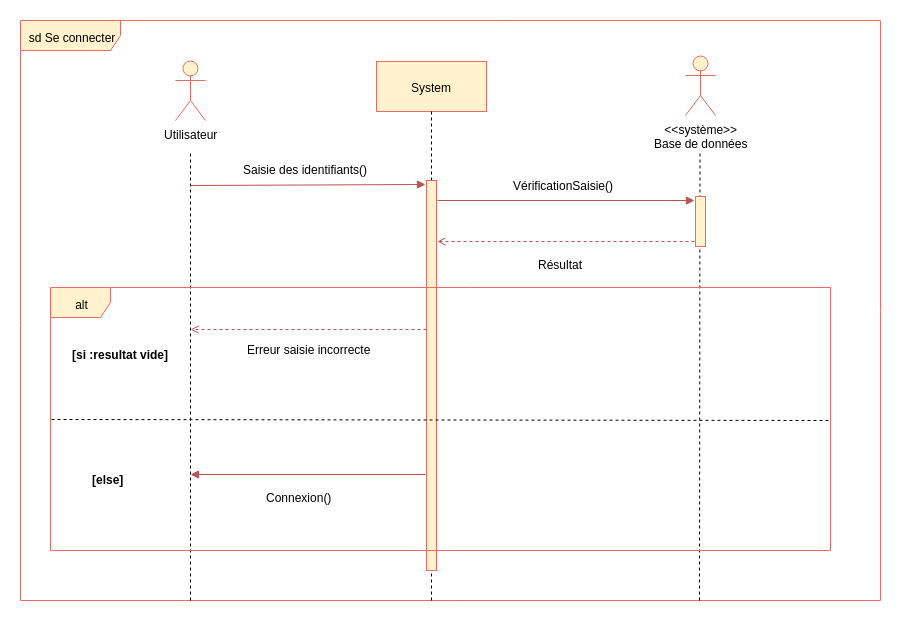 sd Se connecter
Utilisateur
System
<<système>>
Base de données
Saisie des identifiants()
VérificationSaisie()
Résultat
alt
[si :resultat vide]
Erreur saisie incorrecte
[else]
Connexion()